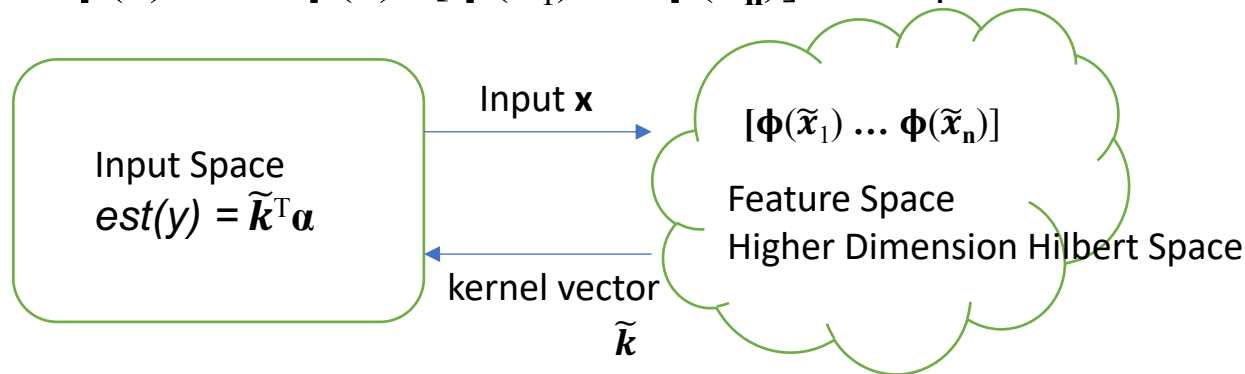 Input x
[ϕ(x̃₁) … ϕ(x̃ₙ)]
Input Space
est(y) = k̃ᵀα
Feature Space
Higher Dimension Hilbert Space
kernel vector
k̃